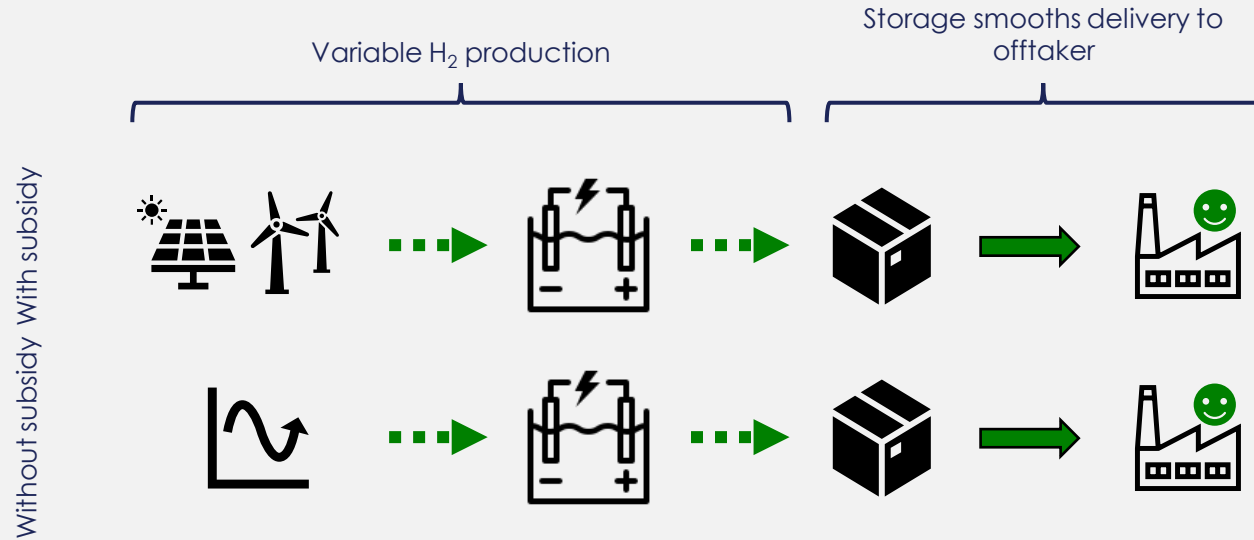 Variable H₂ production
Storage smooths delivery to
offtaker
With subsidy
Without subsidy